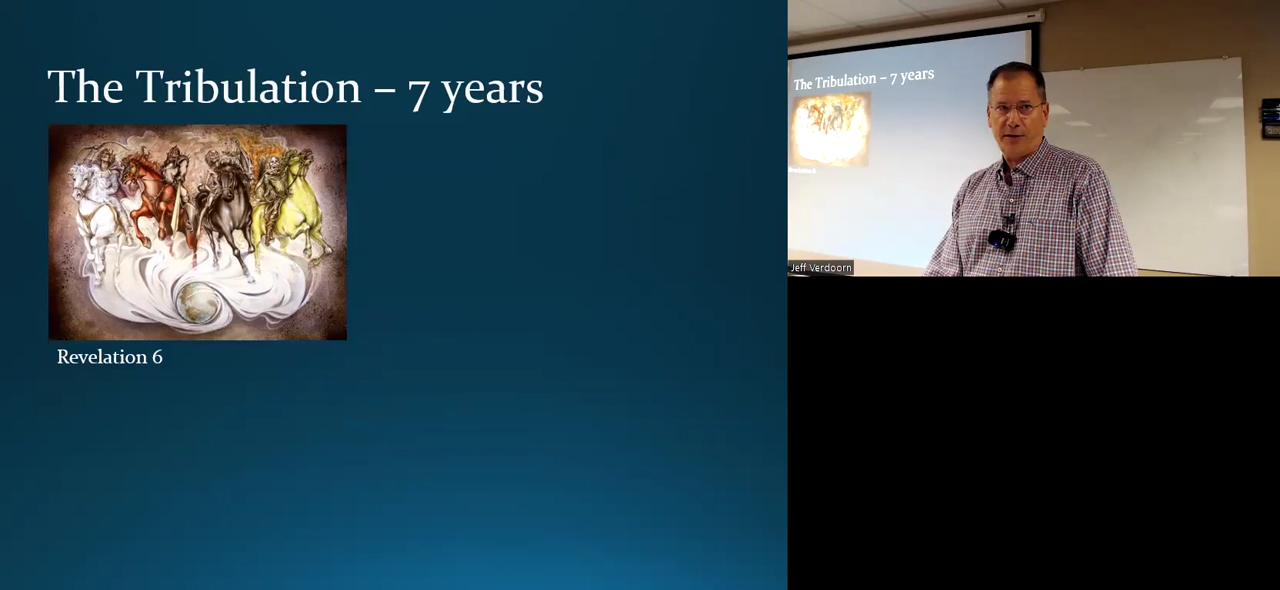 The Tribulation – 7 years
Revelation 6
The Tribulation – 7 years
Jeff Verdoorn